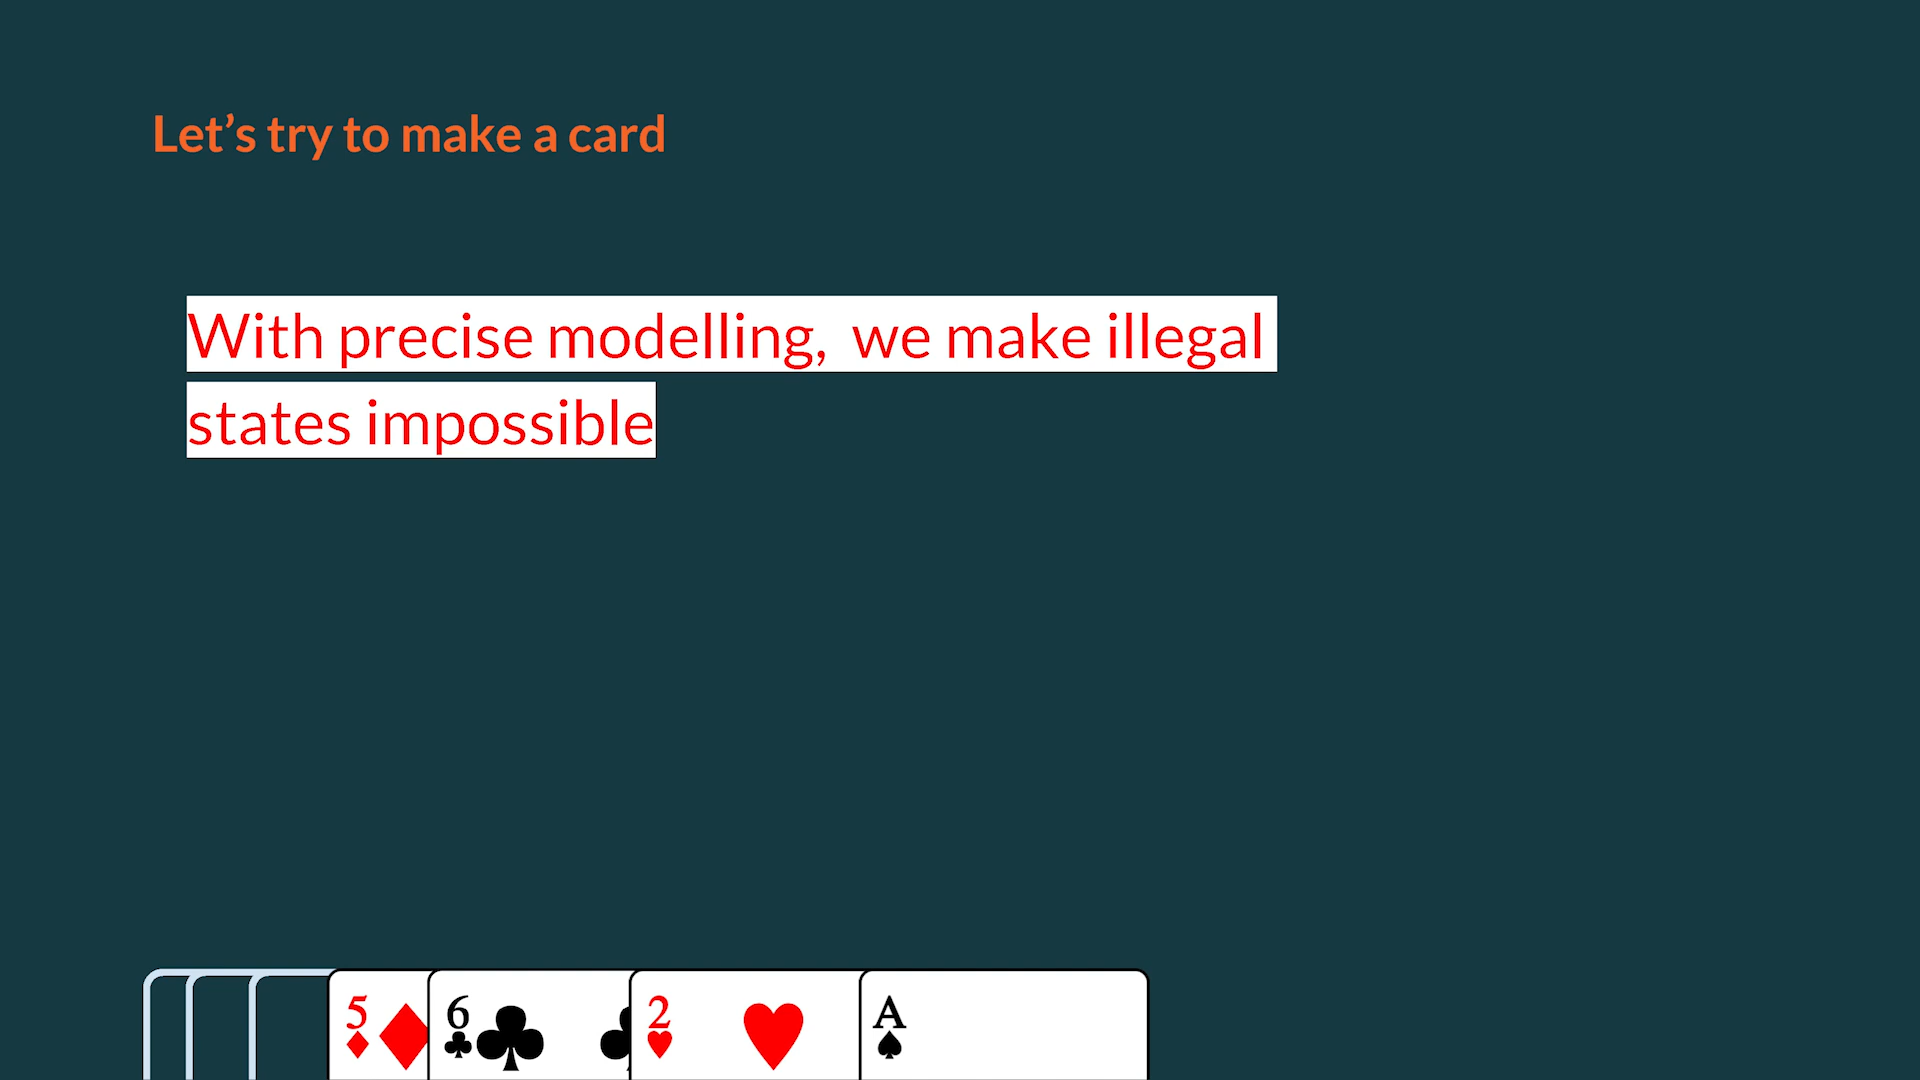 Let’s try to make a card
With precise modelling,  we make illegal
states impossible
5 6 2 A